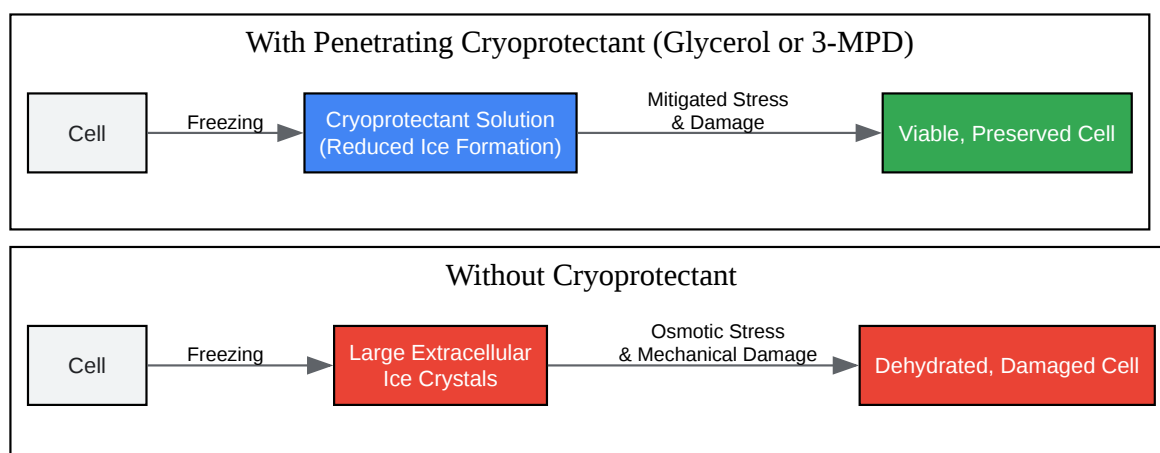 With Penetrating Cryoprotectant (Glycerol or 3-MPD)
Cell
Freezing
Cryoprotectant Solution
(Reduced Ice Formation)
Mitigated Stress
& Damage
Viable, Preserved Cell
Without Cryoprotectant
Cell
Freezing
Large Extracellular
Ice Crystals
Osmotic Stress
& Mechanical Damage
Dehydrated, Damaged Cell